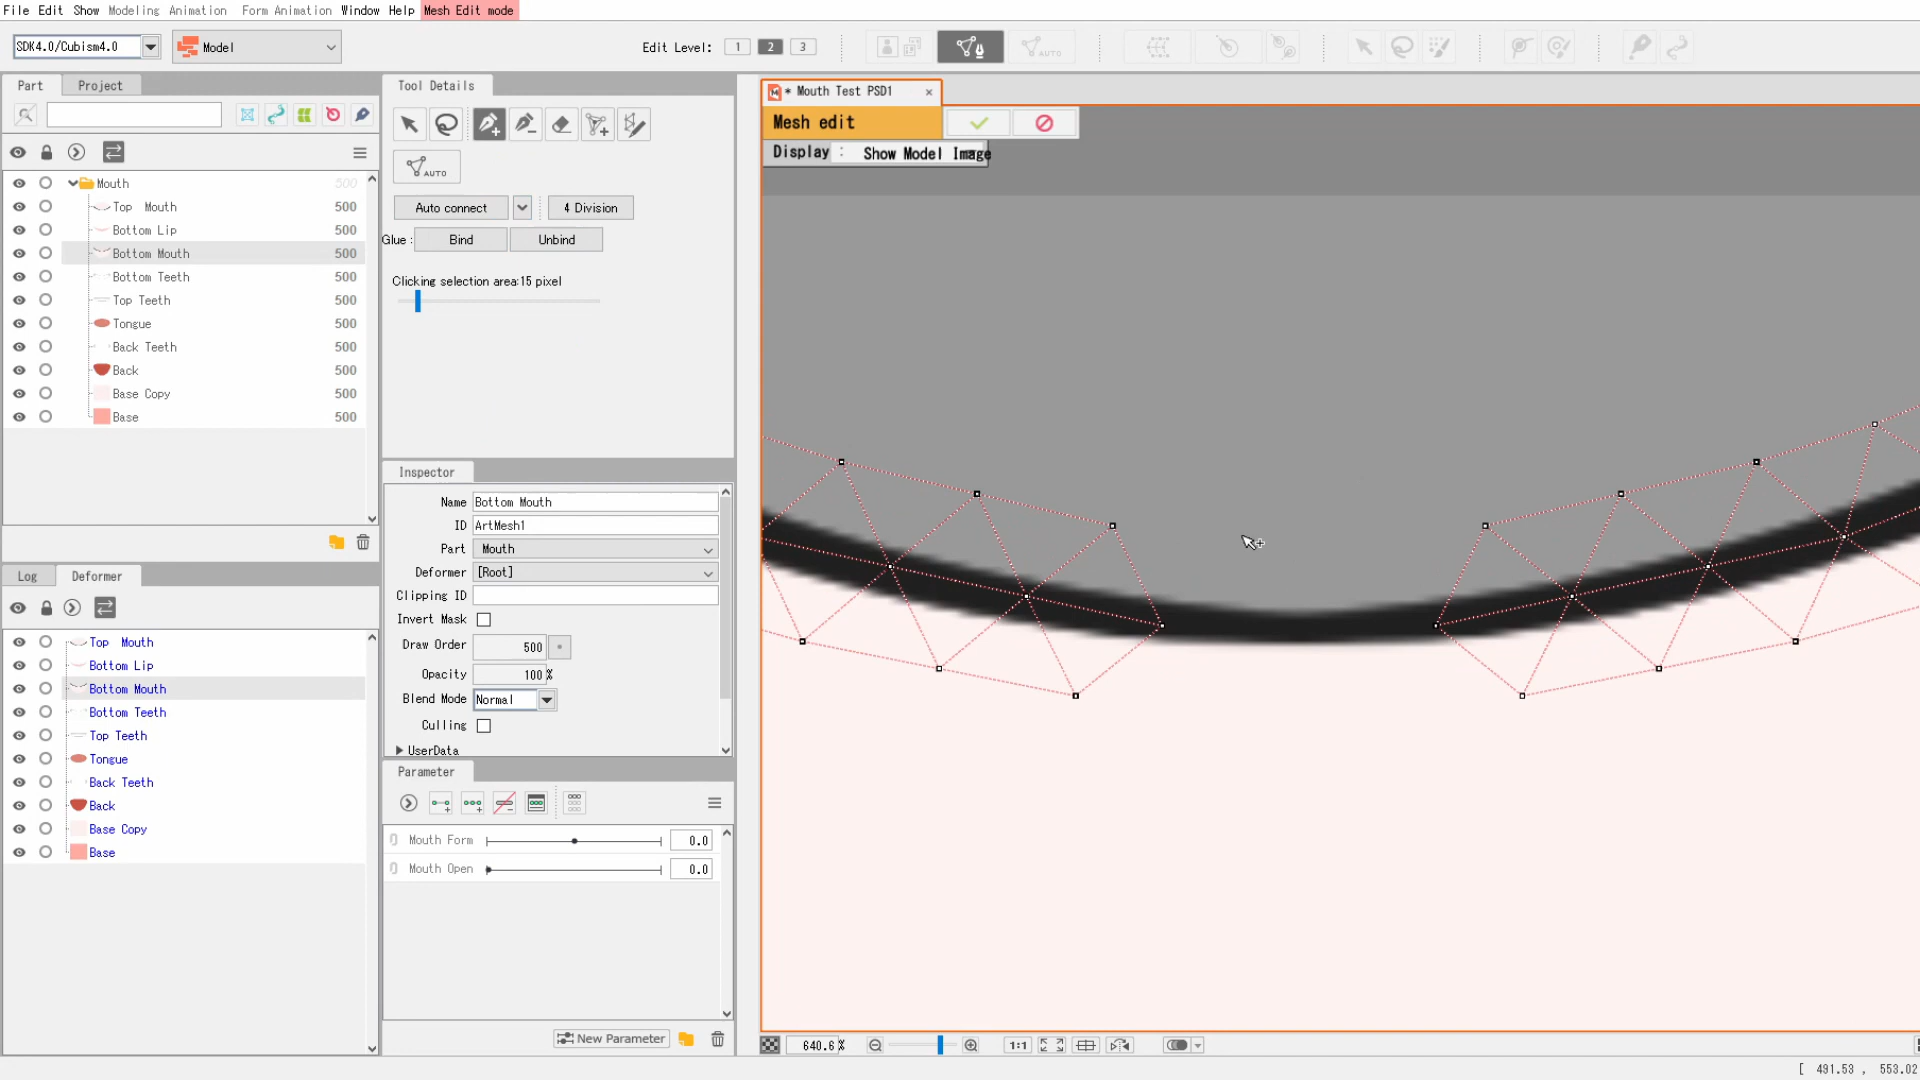 File Edit Show Modeling Animation Form Animation Window Help Mesh Edit mode
SDK4.0/Cubism4.0 Model Edit Level: 1 2 3 AUTO
Part Project
Mouth 500
Top Mouth 500
Bottom Lip 500
Bottom Mouth 500
Bottom Teeth 500
Top Teeth 500
Tongue 500
Back Teeth 500
Back 500
Base Copy 500
Base 500
Log Deformer
Top Mouth
Bottom Lip
Bottom Mouth
Bottom Teeth
Top Teeth
Tongue
Back Teeth
Back
Base Copy
Base
Tool Details
AUTO
Auto connect 4 Division
Glue : Bind Unbind
Clicking selection area:15 pixel
Inspector
Name Bottom Mouth
ID ArtMesh1
Part Mouth
Deformer [Root]
Clipping ID
Invert Mask
Draw Order 500
Opacity 100 %
Blend Mode Normal
Culling
UserData
Parameter
Mouth Form 0.0
Mouth Open 0.0
New Parameter
* Mouth Test PSD1
Mesh edit
Display : Show Model Image
640.6 % 1:1
[ 491.53 , 553.02